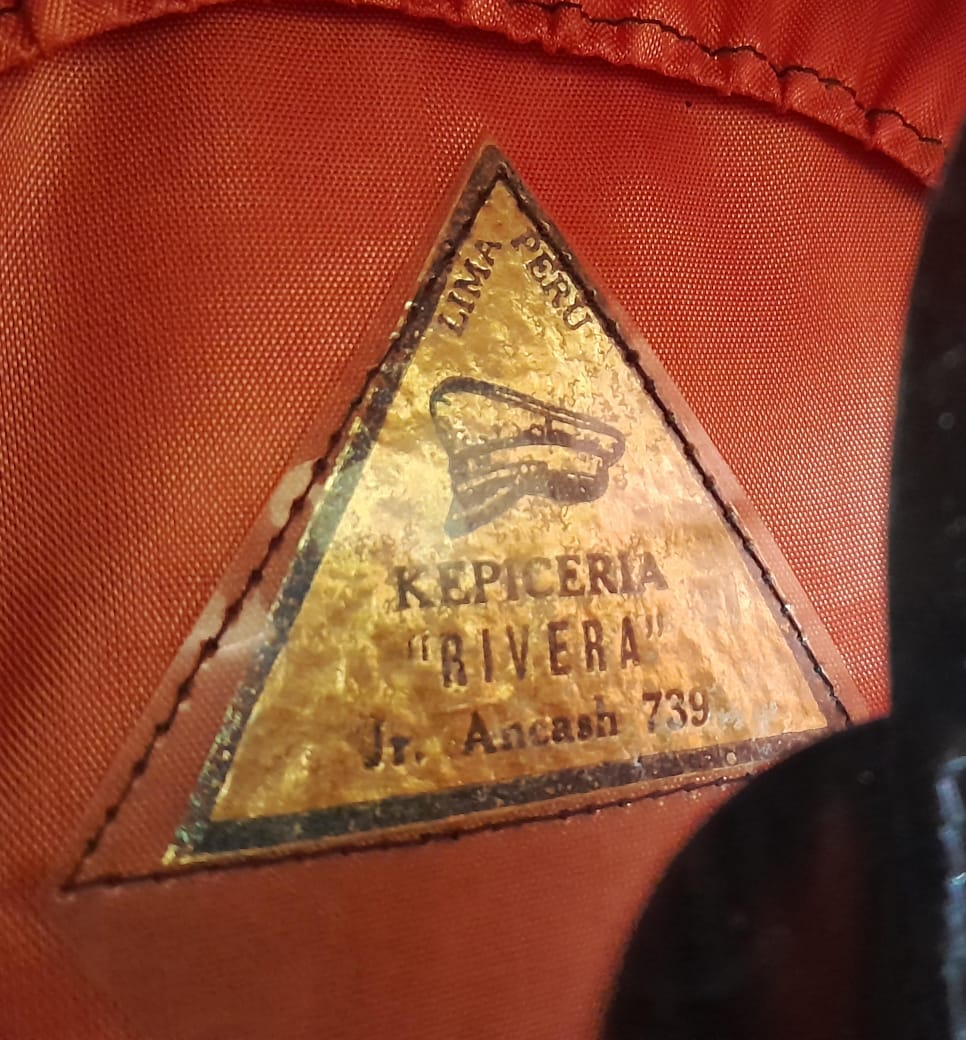 LIMA PERU
KEPICERIA
"RIVERA"
Jr. Ancash 739